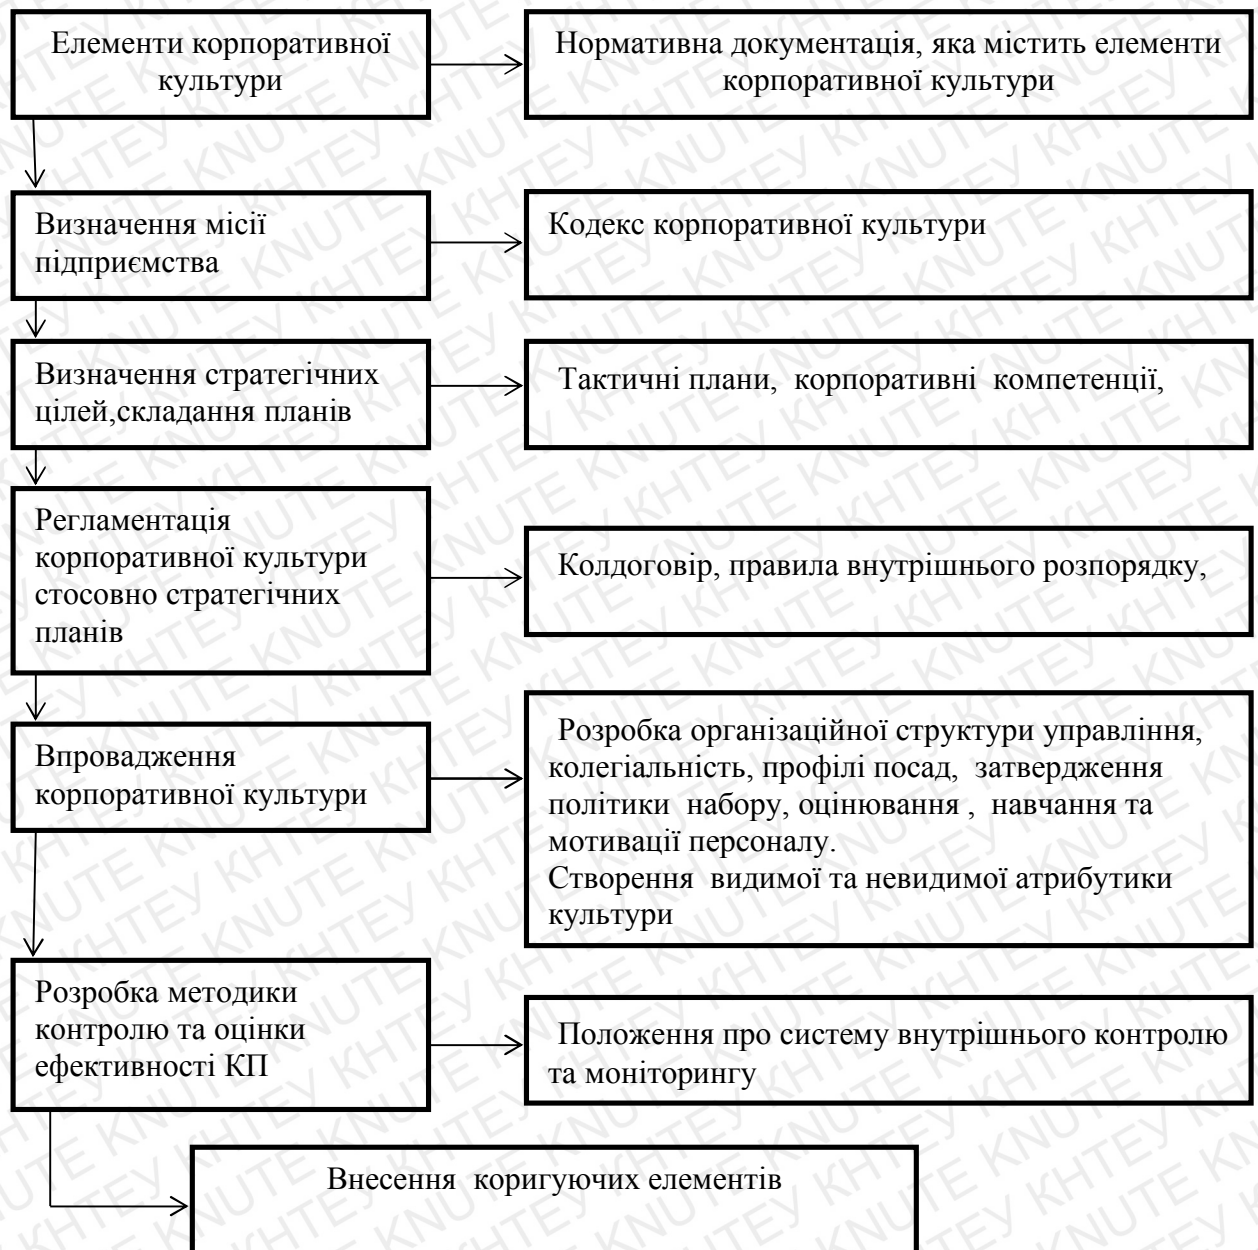 Елементи корпоративної
культури
Нормативна документація, яка містить елементи
корпоративної культури
Визначення місії
підприємства
Кодекс корпоративної культури
Визначення стратегічних
цілей,складання планів
Тактичні плани, корпоративні компетенції,
Регламентація
корпоративної культури
стосовно стратегічних
планів
Колдоговір, правила внутрішнього розпорядку,
Впровадження
корпоративної культури
Розробка організаційної структури управління,
колегіальність, профілі посад, затвердження
політики набору, оцінювання , навчання та
мотивації персоналу.
Створення видимої та невидимої атрибутики
культури
Розробка методики
контролю та оцінки
ефективності КП
Положення про систему внутрішнього контролю
та моніторингу
Внесення коригуючих елементів